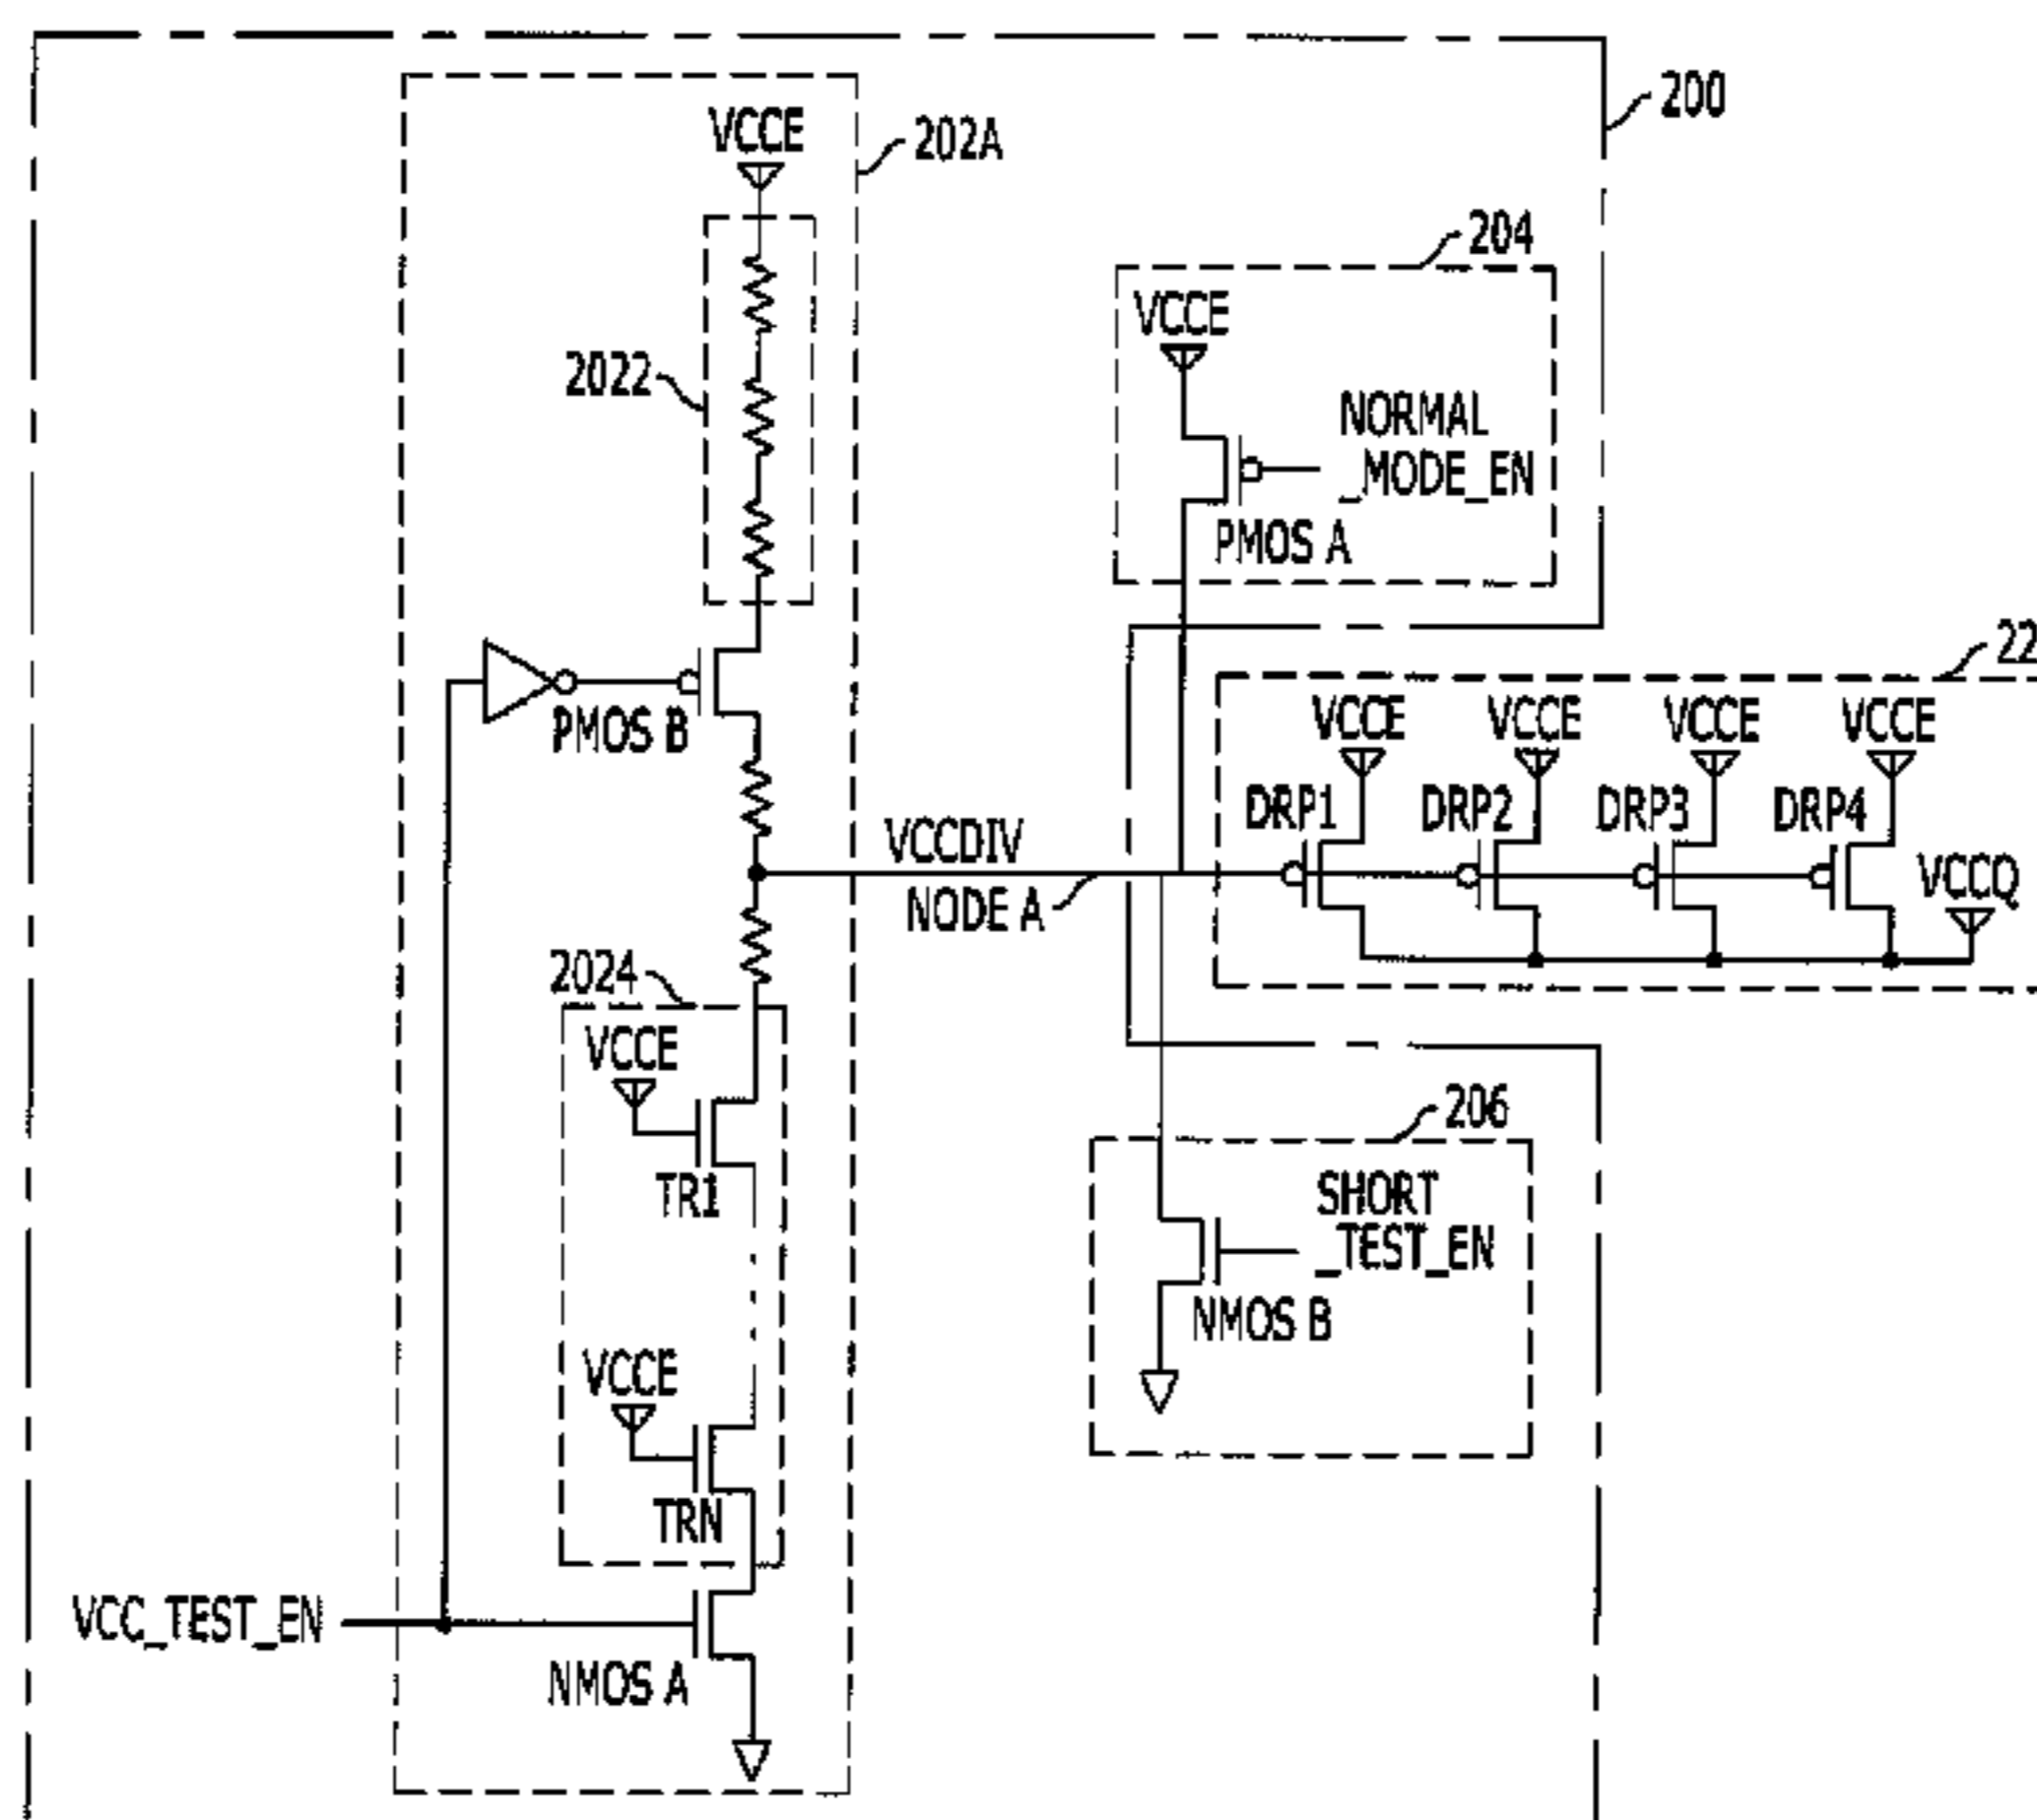 200
VCCE
202A
204
VCCE
2022
NORMAL
_MODE_EN
PMOS A
22
PMOS B
VCCE VCCE VCCE VCCE
DRP1 DRP2 DRP3 DRP4
VCCDIV
VCCQ
NODE A
2024
VCCE
206
TR1
SHORT
_TEST_EN
NMOS B
VCCE
TRN
VCC_TEST_EN
NMOS A